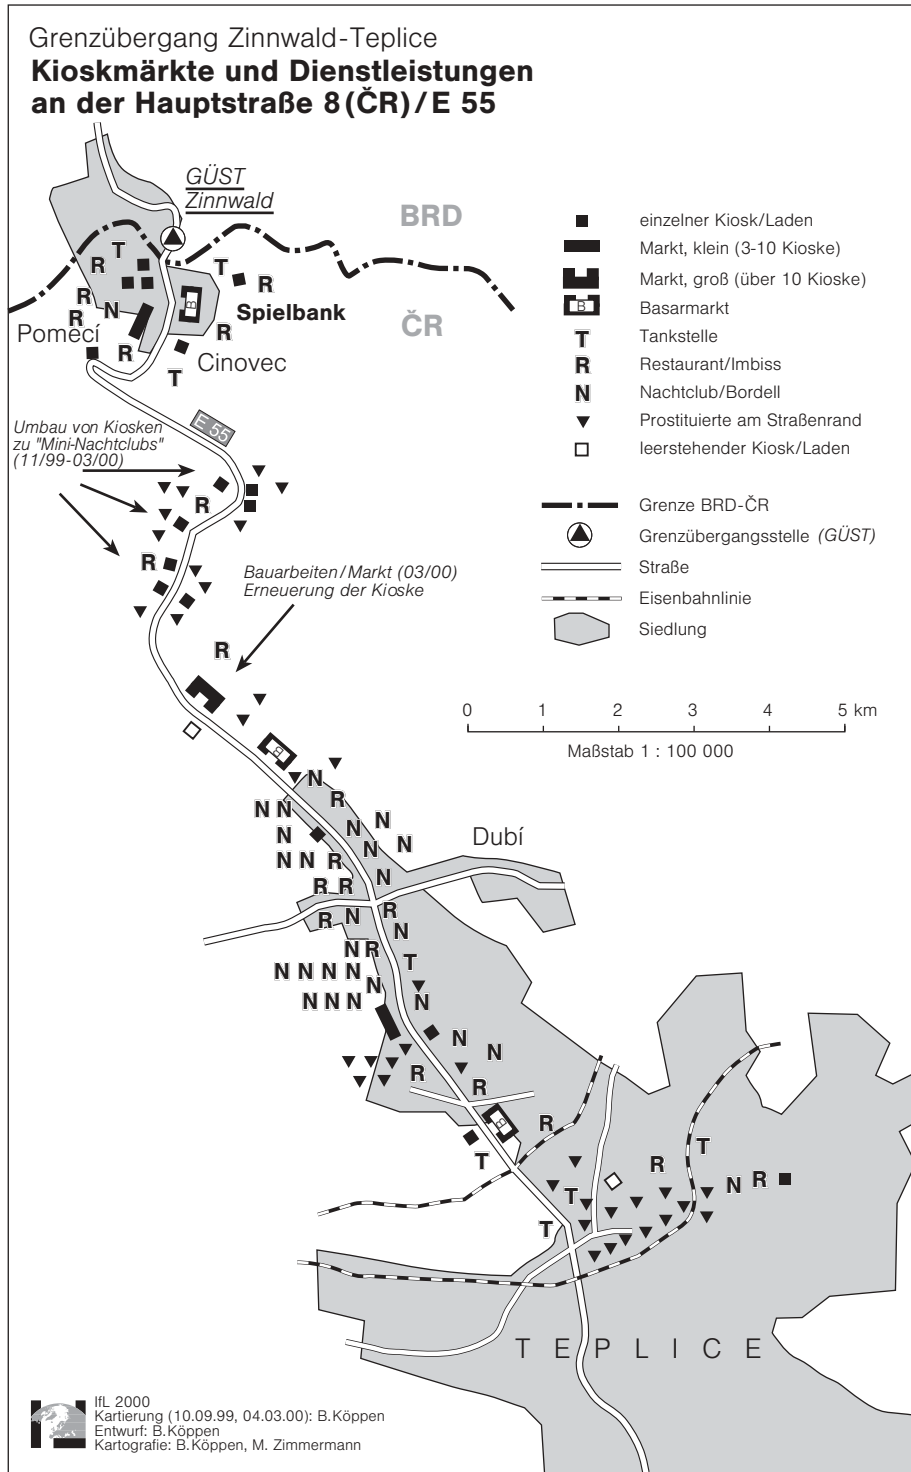 Grenzübergang Zinnwald-Teplice
Kioskmärkte und Dienstleistungen
an der Hauptstraße 8 (ČR) / E 55
GÜST
Zinnwald
BRD
ČR
T
R
T
R
R
N
R
R
R
T
B
Spielbank
Pomecí
Cinovec
E 55
Umbau von Kiosken
zu "Mini-Nachtclubs"
(11/99-03/00)
R
R
Bauarbeiten/Markt (03/00)
Erneuerung der Kioske
R
B
einzelner Kiosk/Laden
Markt, klein (3-10 Kioske)
Markt, groß (über 10 Kioske)
B Basarmarkt
T Tankstelle
R Restaurant/Imbiss
N Nachtclub/Bordell
Prostituierte am Straßenrand
leerstehender Kiosk/Laden
Grenze BRD-ČR
Grenzübergangsstelle (GÜST)
Straße
Eisenbahnlinie
Siedlung
0 1 2 3 4 5 km
Maßstab 1 : 100 000
N
R
N N
N N
N N
N
N N R
N
R R
Dubí
R N R
N
N R
T
N N N N
N
N N N
N
N
N
R
R
B
R
T
T
R
N R
T
T
T E P L I C E
IfL 2000
Kartierung (10.09.99, 04.03.00): B.Köppen
Entwurf: B.Köppen
Kartografie: B.Köppen, M. Zimmermann